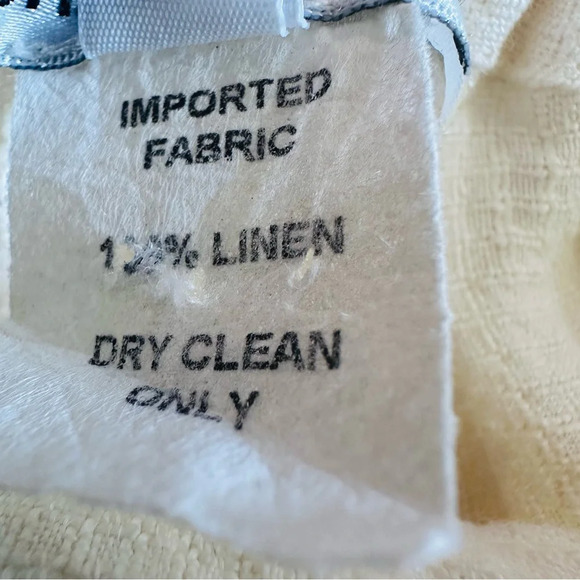 IMPORTED
FABRIC
LINEN
DRY CLEAN
ONLY